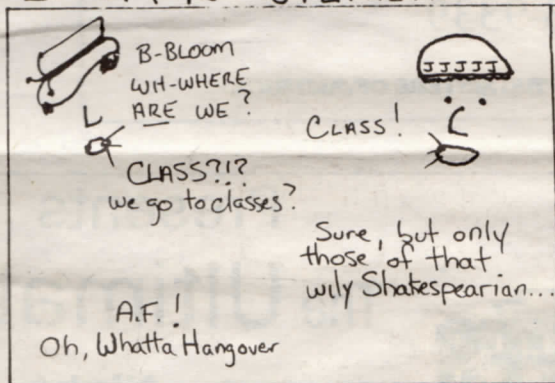 B-BLOOM
WH-WHERE
ARE WE?
JJJJJ
CLASS!
CLASS?!?
we go to classes?
Sure, but only
those of that
wily Shakespearian...
A.F.!
Oh, Whatta Hangover